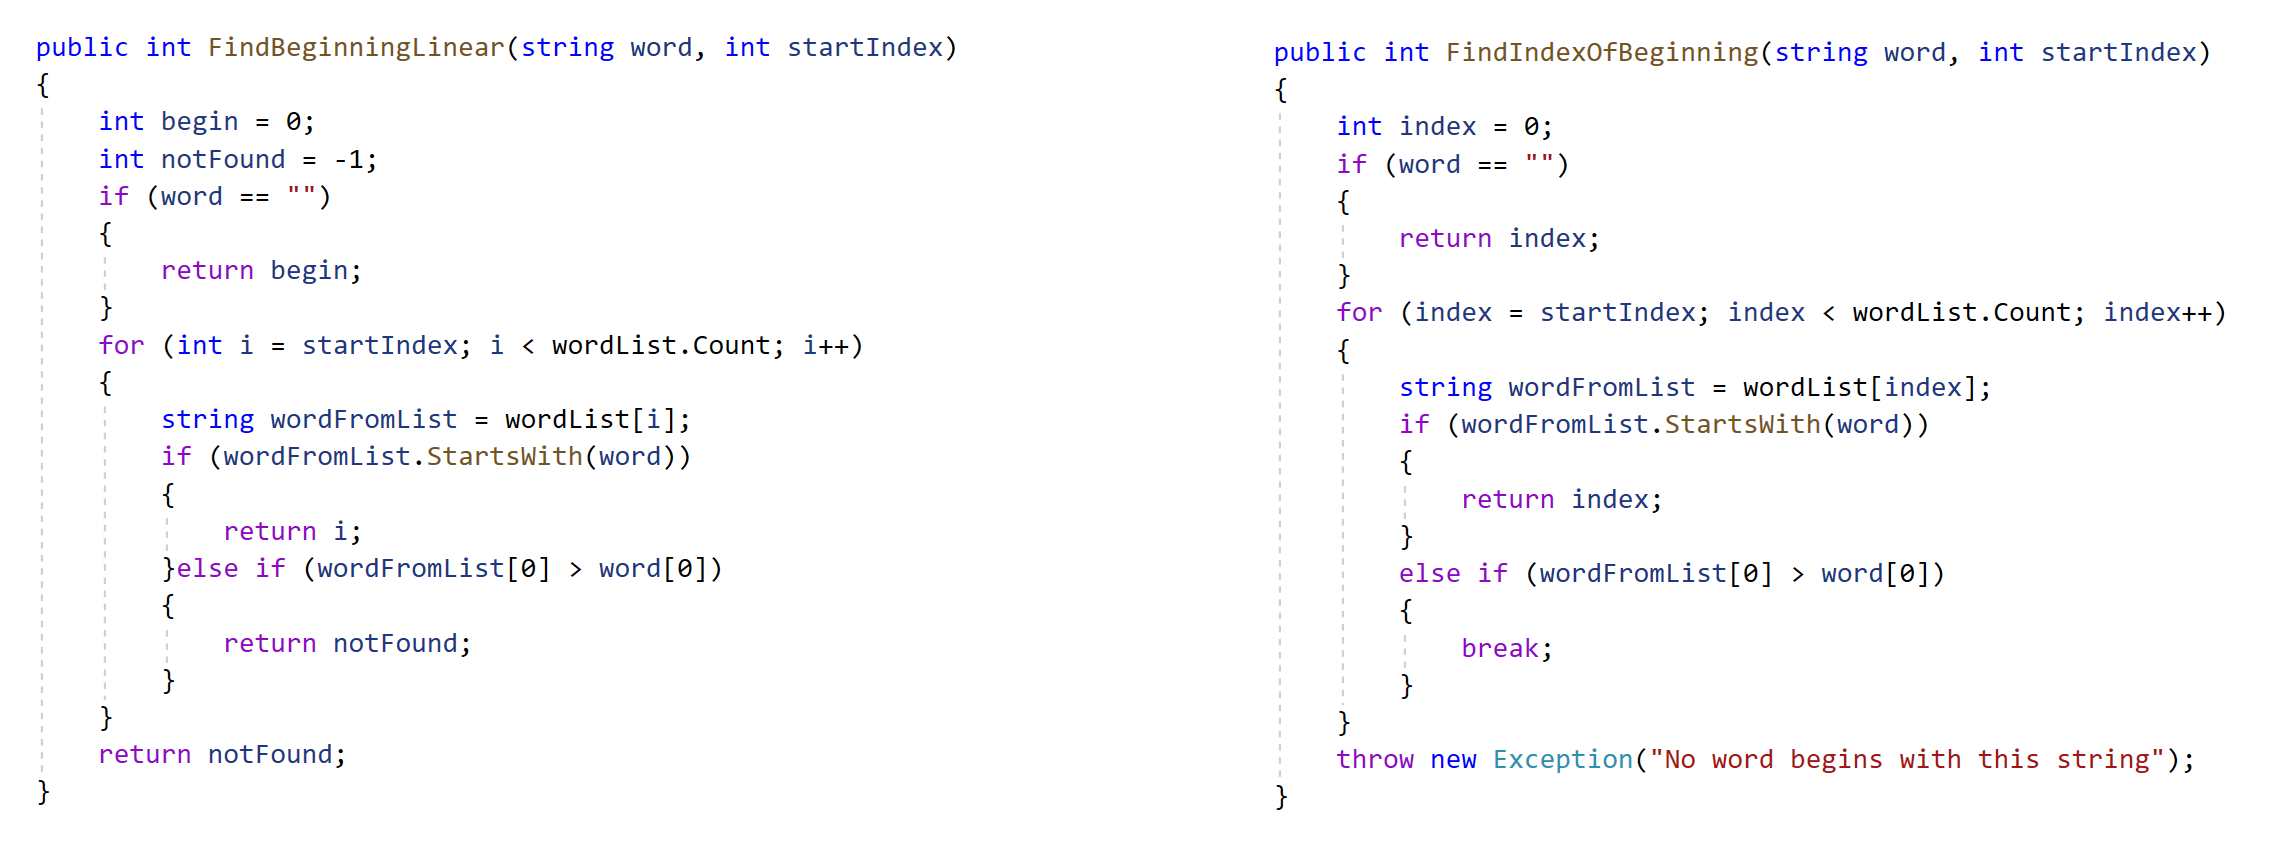 public int FindBeginningLinear(string word, int startIndex)
{
    int begin = 0;
    int notFound = -1;
    if (word == "")
    {
        return begin;
    }
    for (int i = startIndex; i < wordList.Count; i++)
    {
        string wordFromList = wordList[i];
        if (wordFromList.StartsWith(word))
        {
            return i;
        }else if (wordFromList[0] > word[0])
        {
            return notFound;
        }
    }
    return notFound;
}
public int FindIndexOfBeginning(string word, int startIndex)
{
    int index = 0;
    if (word == "")
    {
        return index;
    }
    for (index = startIndex; index < wordList.Count; index++)
    {
        string wordFromList = wordList[index];
        if (wordFromList.StartsWith(word))
        {
            return index;
        }
        else if (wordFromList[0] > word[0])
        {
            break;
        }
    }
    throw new Exception("No word begins with this string");
}